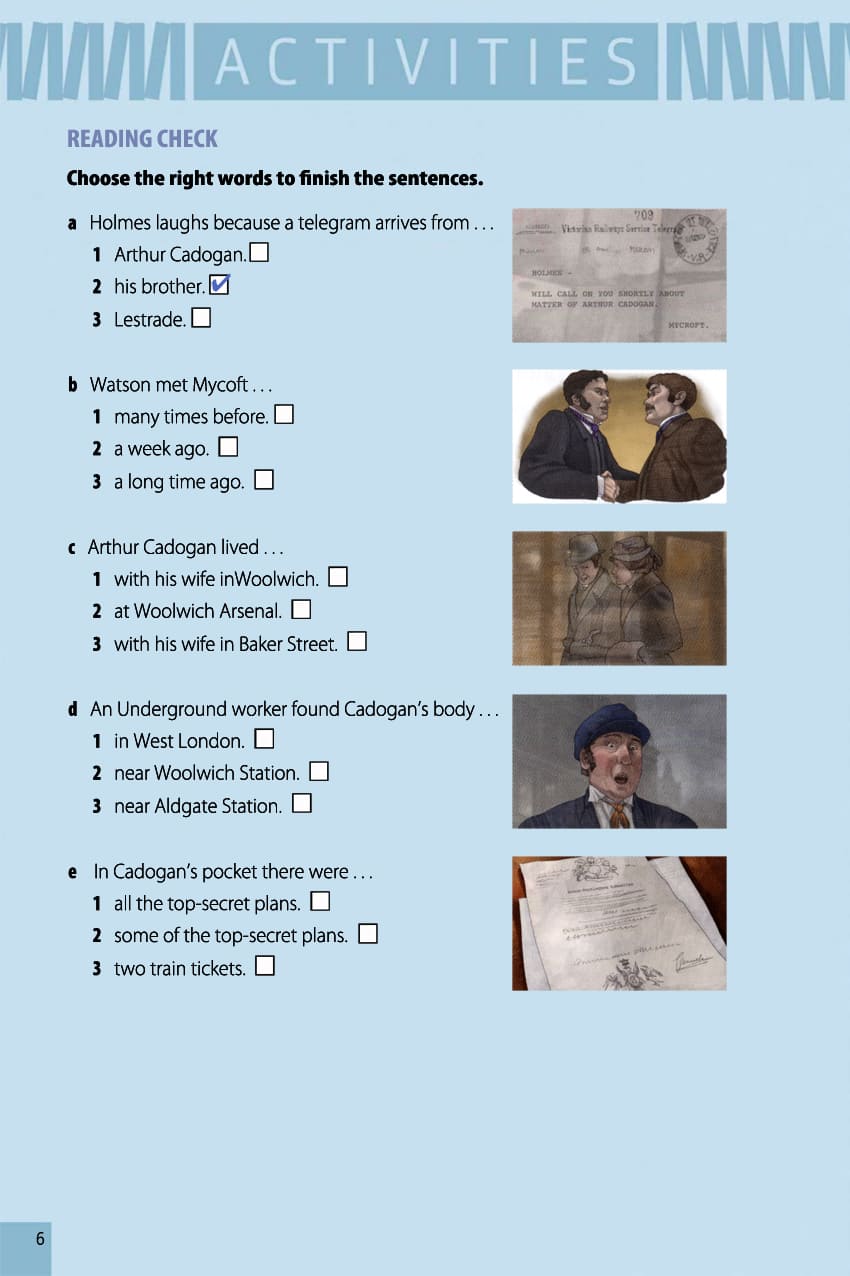 ACTIVITIES
READING CHECK
Choose the right words to finish the sentences.
a Holmes laughs because a telegram arrives from ...
1 Arthur Cadogan.
2 his brother.
3 Lestrade.
709
Victorian Railways Service
HOLMES -
WILL CALL ON YOU SHORTLY ABOUT
MATTER OF ARTHUR CADOGAN.
MYCROFT.
b Watson met Mycoft ...
1 many times before.
2 a week ago.
3 a long time ago.
c Arthur Cadogan lived ...
1 with his wife inWoolwich.
2 at Woolwich Arsenal.
3 with his wife in Baker Street.
d An Underground worker found Cadogan's body ...
1 in West London.
2 near Woolwich Station.
3 near Aldgate Station.
e In Cadogan's pocket there were ...
1 all the top-secret plans.
2 some of the top-secret plans.
3 two train tickets.
6